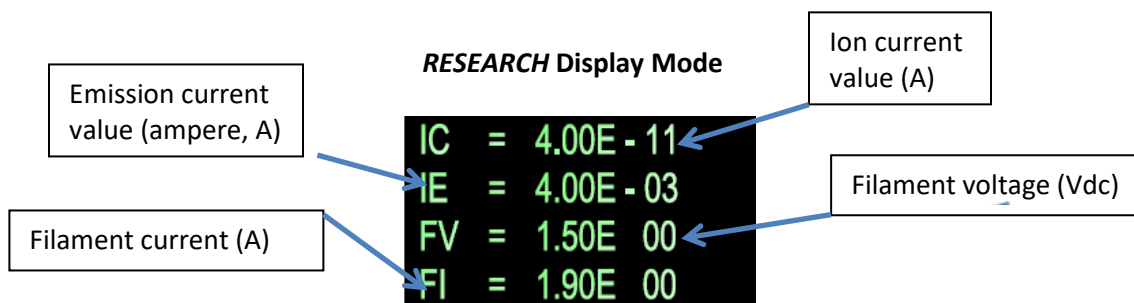 RESEARCH Display Mode
Ion current
value (A)
Emission current
value (ampere, A)
Filament current (A)
Filament voltage (Vdc)
IC = 4.00E - 11
IE = 4.00E - 03
FV = 1.50E 00
FI = 1.90E 00